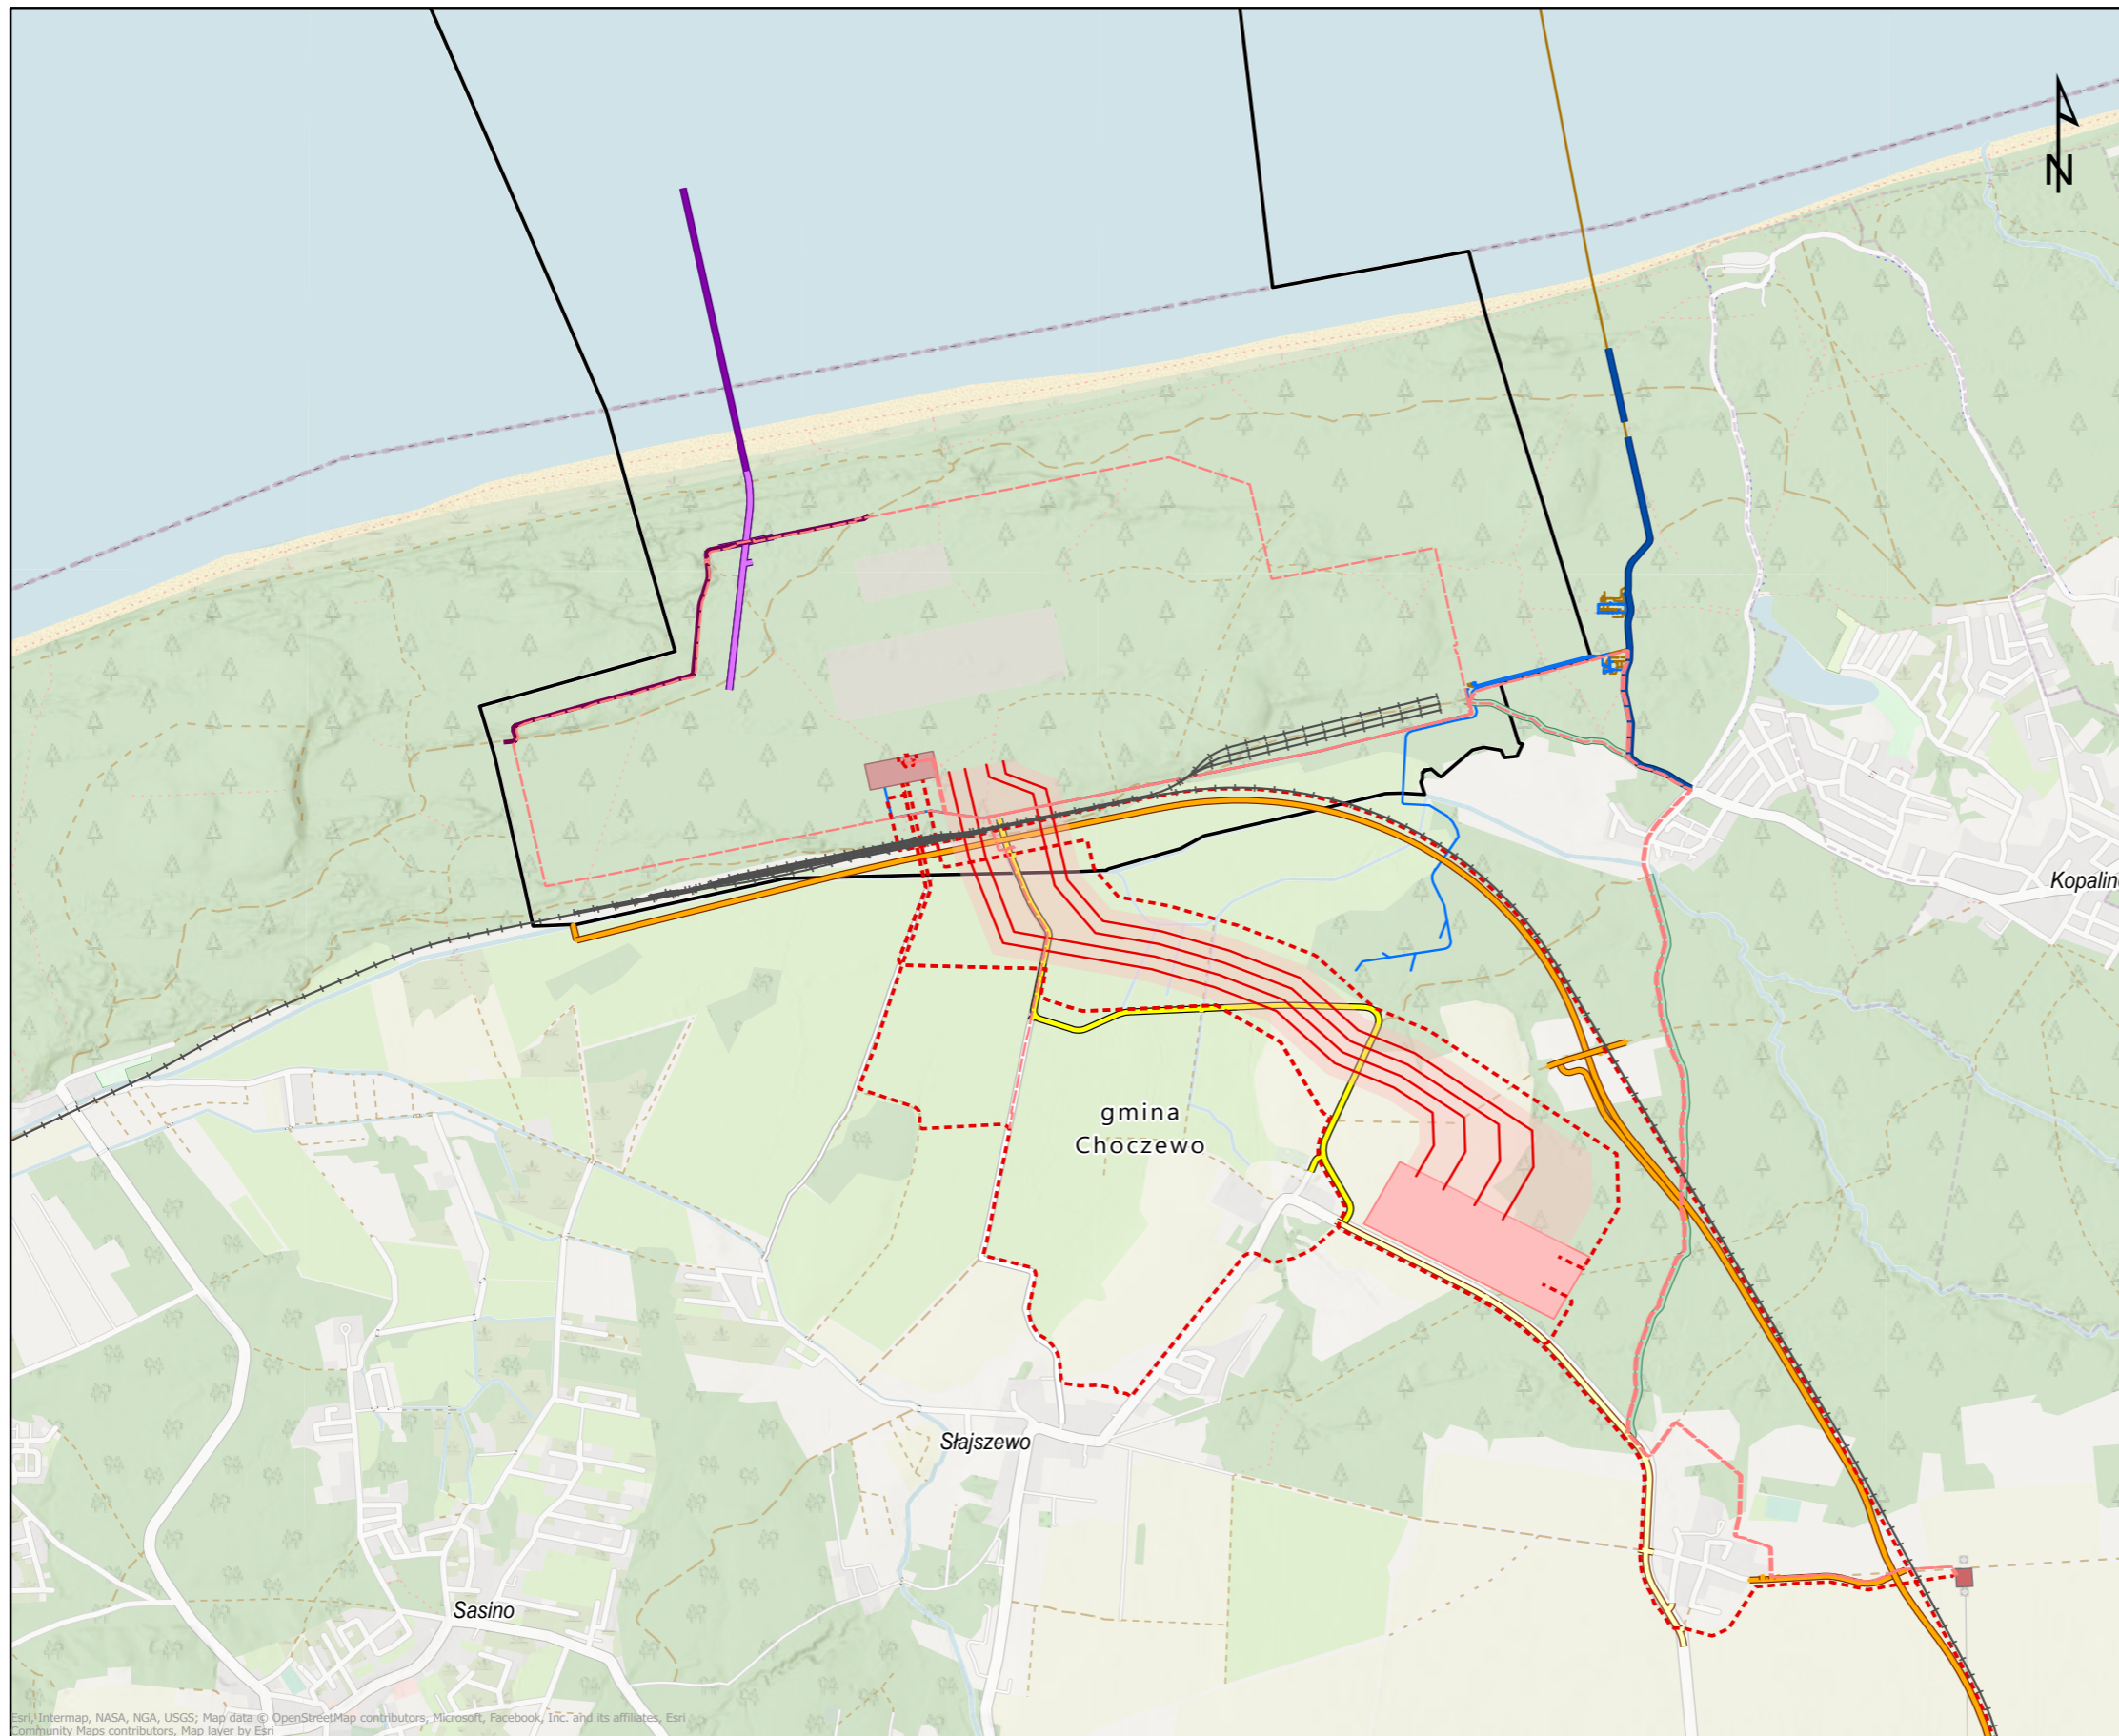 N
Kopalino
gmina
Choczewo
Słajszewo
Sasino
Esri, Intermap, NASA, NGA, USGS; Map data © OpenStreetMap contributors, Microsoft, Facebook, Inc. and its affiliates, Esri
Community Maps contributors, Map layer by Esri